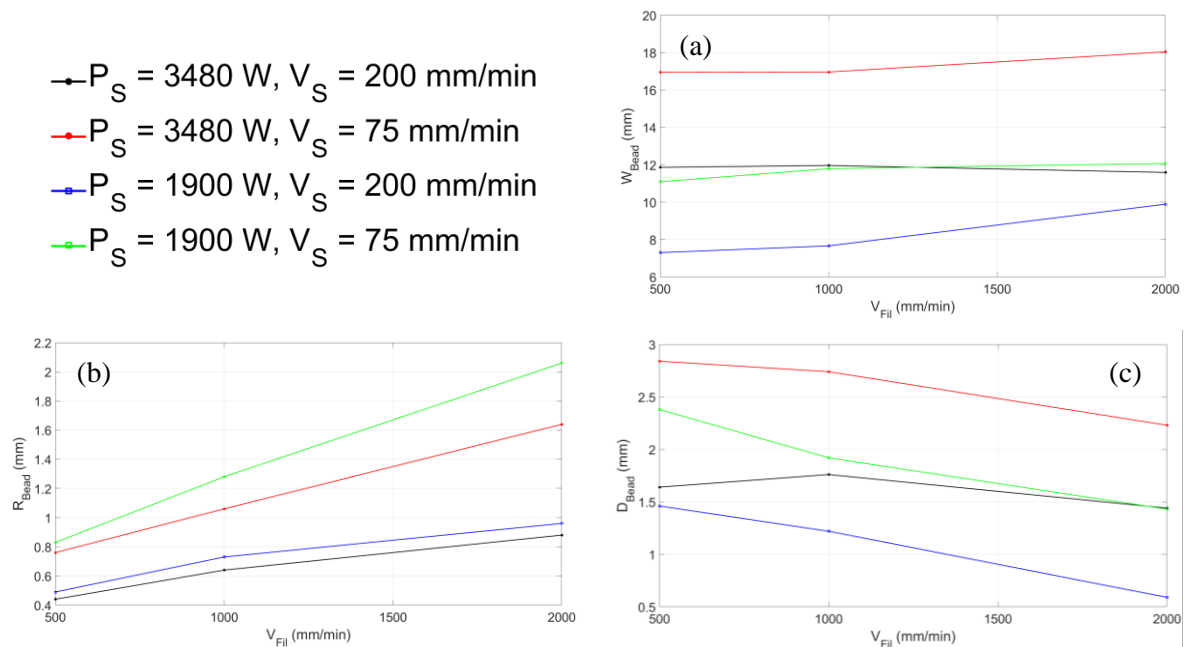 P_S = 3480 W, V_S = 200 mm/min
P_S = 3480 W, V_S = 75 mm/min
P_S = 1900 W, V_S = 200 mm/min
P_S = 1900 W, V_S = 75 mm/min
(a)
20
18
16
14
12
10
8
6
W_Bead (mm)
500 1000 1500 2000
V_Fil (mm/min)
(b)
2.2
2
1.8
1.6
1.4
1.2
1
0.8
0.6
0.4
R_Bead (mm)
500 1000 1500 2000
V_Fil (mm/min)
(c)
3
2.5
2
1.5
1
0.5
D_Bead (mm)
500 1000 1500 2000
V_Fil (mm/min)